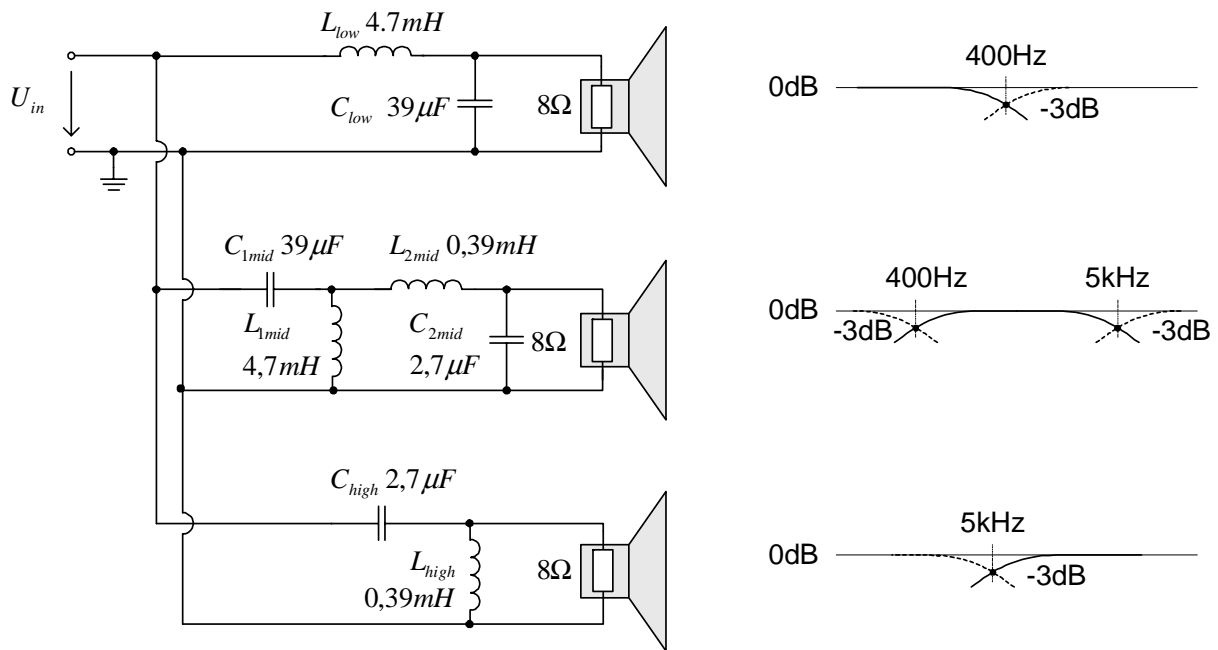 L_low 4.7mH
U_in
C_low 39μF
8Ω
400Hz
0dB
-3dB
C_1mid 39μF
L_2mid 0,39mH
L_1mid
4,7mH
C_2mid
2,7μF
8Ω
400Hz 5kHz
0dB
-3dB -3dB
C_high 2,7μF
L_high
0,39mH
8Ω
5kHz
0dB
-3dB